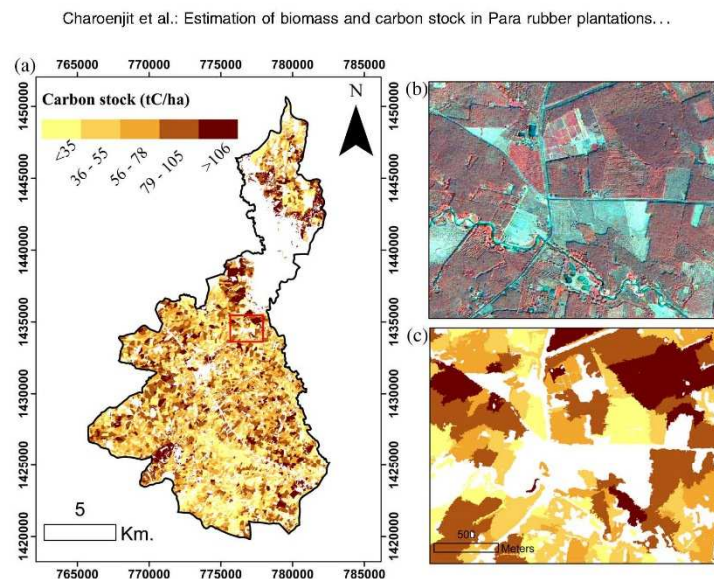 Charoenjit et al.: Estimation of biomass and carbon stock in Para rubber plantations...
(a)
765000 770000 775000 780000 785000
Carbon stock (tC/ha)
<35
36 - 55
56 - 78
79 - 105
>106
N
1450000
1445000
1440000
1435000
1430000
1425000
1420000
1450000
1445000
1440000
1435000
1430000
1425000
1420000
5
Km.
765000 770000 775000 780000 785000
(b)
(c)
500
Meters